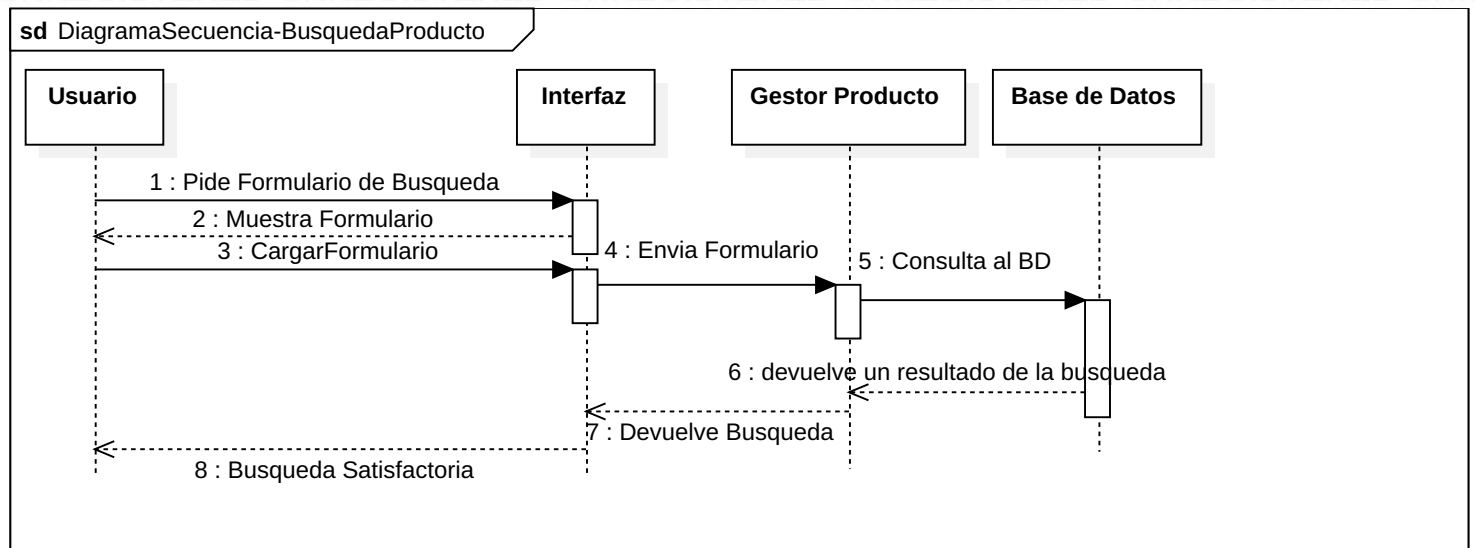 sd DiagramaSecuencia-BusquedaProducto
Usuario
Interfaz
Gestor Producto
Base de Datos
1 : Pide Formulario de Busqueda
2 : Muestra Formulario
3 : CargarFormulario
4 : Envia Formulario
5 : Consulta al BD
6 : devuelve un resultado de la busqueda
7 : Devuelve Busqueda
8 : Busqueda Satisfactoria